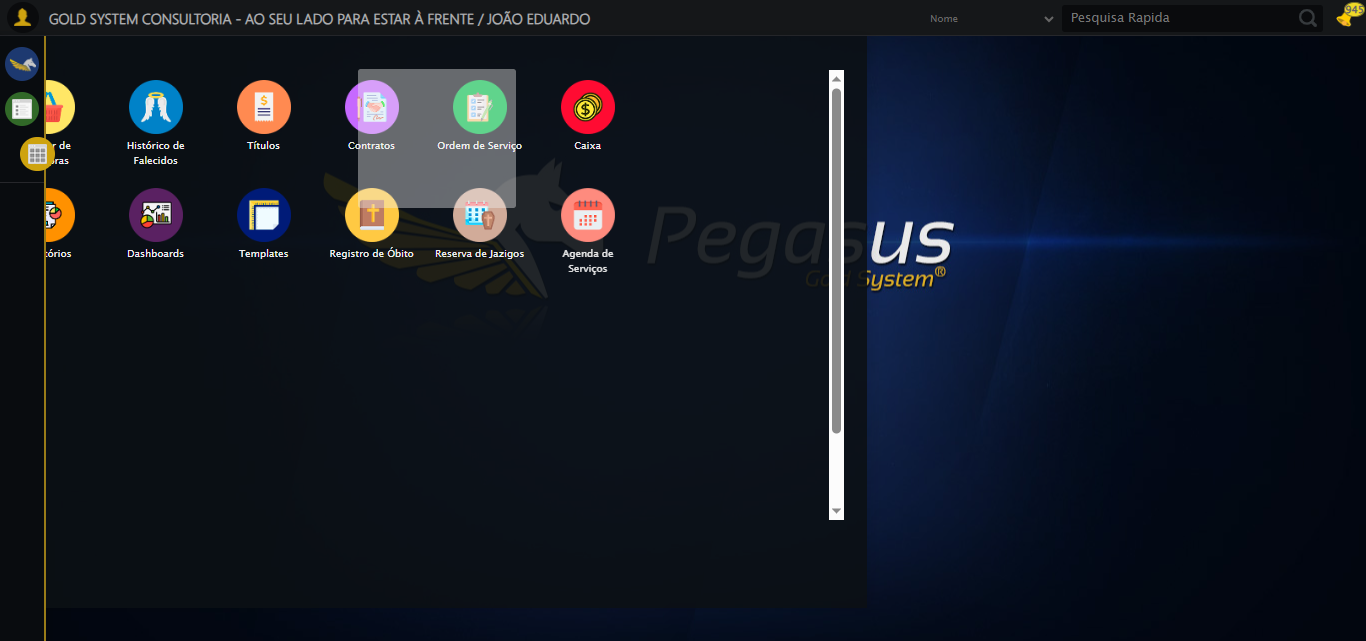 GOLD SYSTEM CONSULTORIA - AO SEU LADO PARA ESTAR À FRENTE / JOÃO EDUARDO
Nome
Pesquisa Rapida
945
Histórico de
Falecidos
Títulos
Contratos
Ordem de Serviço
Caixa
Dashboards
Templates
Registro de Óbito
Reserva de Jazigos
Agenda de
Serviços
Pegasus
Gold System®